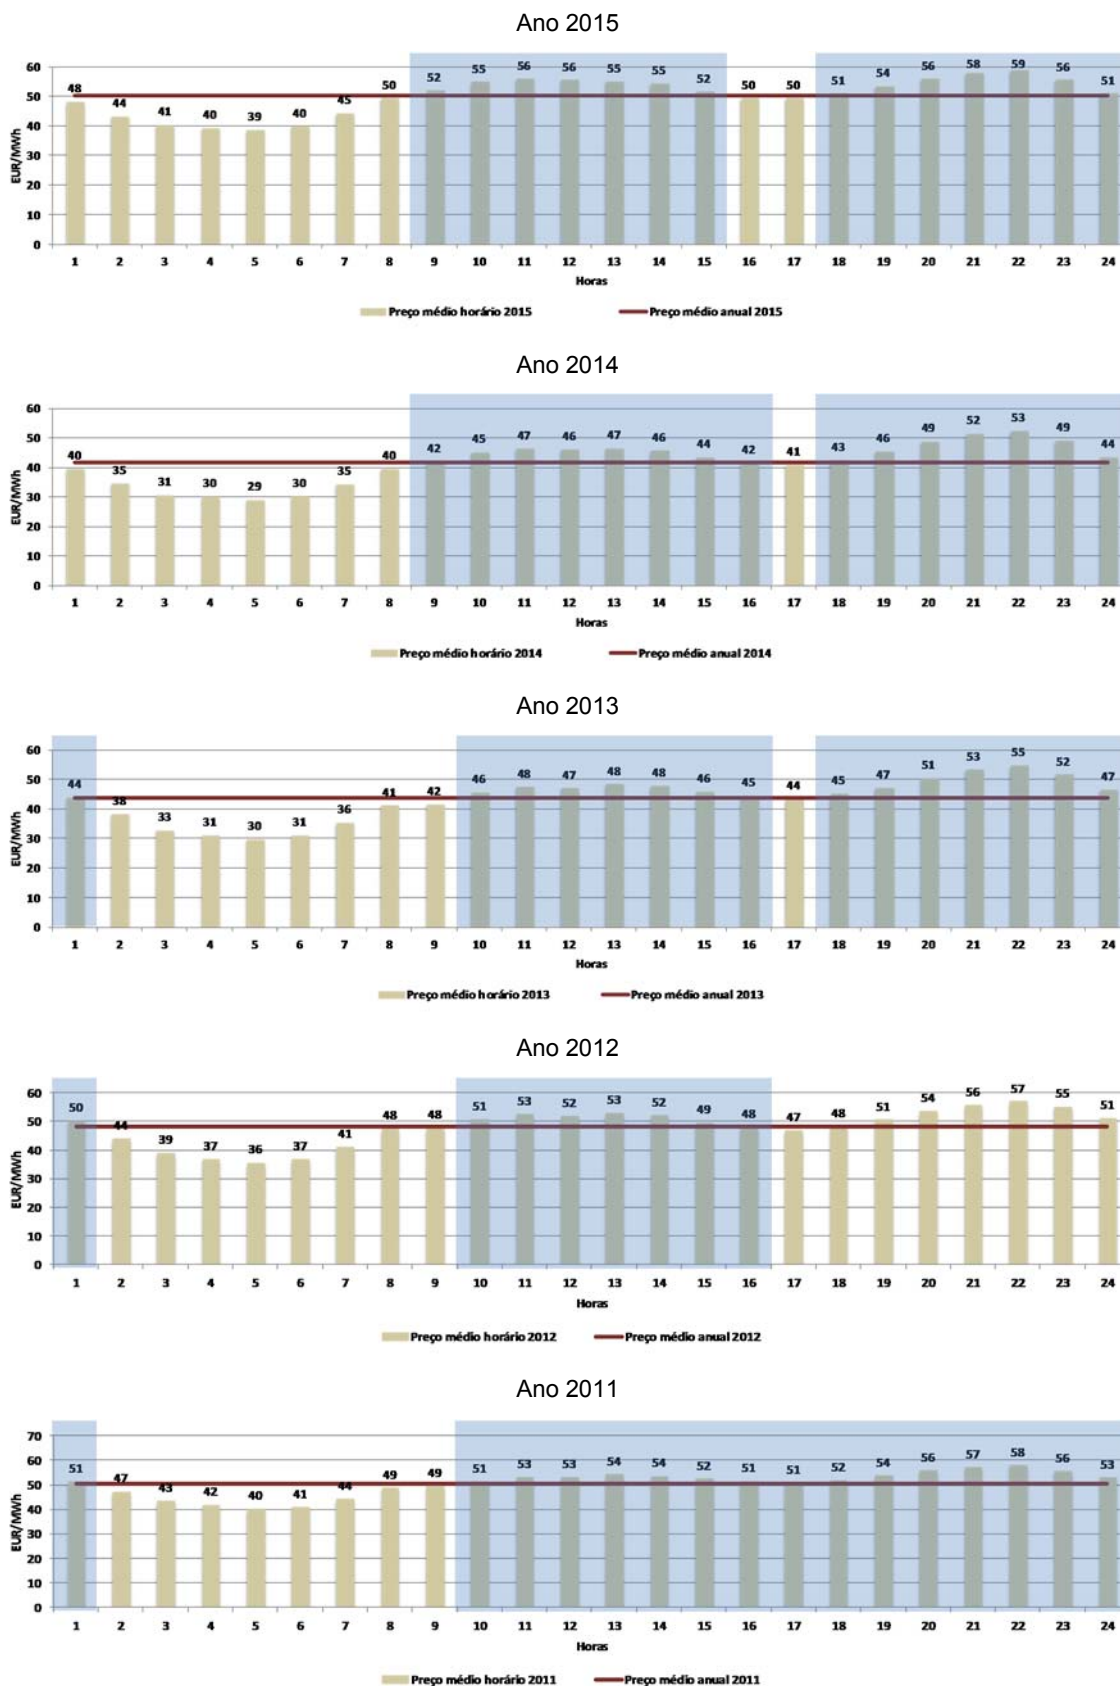 Ano 2015
60
50
40
30
20
10
0
EUR/MWh
48 44 41 40 39 40 45 50 52 55 56 56 55 55 52 50 50 51 54 56 58 59 56 51
1 2 3 4 5 6 7 8 9 10 11 12 13 14 15 16 17 18 19 20 21 22 23 24
Horas
Preço médio horário 2015 Preço médio anual 2015
Ano 2014
60
50
40
30
20
10
0
EUR/MWh
40 35 31 30 29 30 35 40 42 45 47 46 47 46 44 42 41 43 46 49 52 53 49 44
1 2 3 4 5 6 7 8 9 10 11 12 13 14 15 16 17 18 19 20 21 22 23 24
Horas
Preço médio horário 2014 Preço médio anual 2014
Ano 2013
60
50
40
30
20
10
0
EUR/MWh
44 38 33 31 30 31 36 41 42 46 48 47 48 48 46 45 44 45 47 51 53 55 52 47
1 2 3 4 5 6 7 8 9 10 11 12 13 14 15 16 17 18 19 20 21 22 23 24
Horas
Preço médio horário 2013 Preço médio anual 2013
Ano 2012
60
50
40
30
20
10
0
EUR/MWh
50 44 39 37 36 37 41 48 48 51 53 52 53 52 49 48 47 48 51 54 56 57 55 51
1 2 3 4 5 6 7 8 9 10 11 12 13 14 15 16 17 18 19 20 21 22 23 24
Horas
Preço médio horário 2012 Preço médio anual 2012
Ano 2011
70
60
50
40
30
20
10
0
EUR/MWh
51 47 43 42 40 41 44 49 49 51 53 53 54 54 52 51 51 52 54 56 57 58 56 53
1 2 3 4 5 6 7 8 9 10 11 12 13 14 15 16 17 18 19 20 21 22 23 24
Horas
Preço médio horário 2011 Preço médio anual 2011